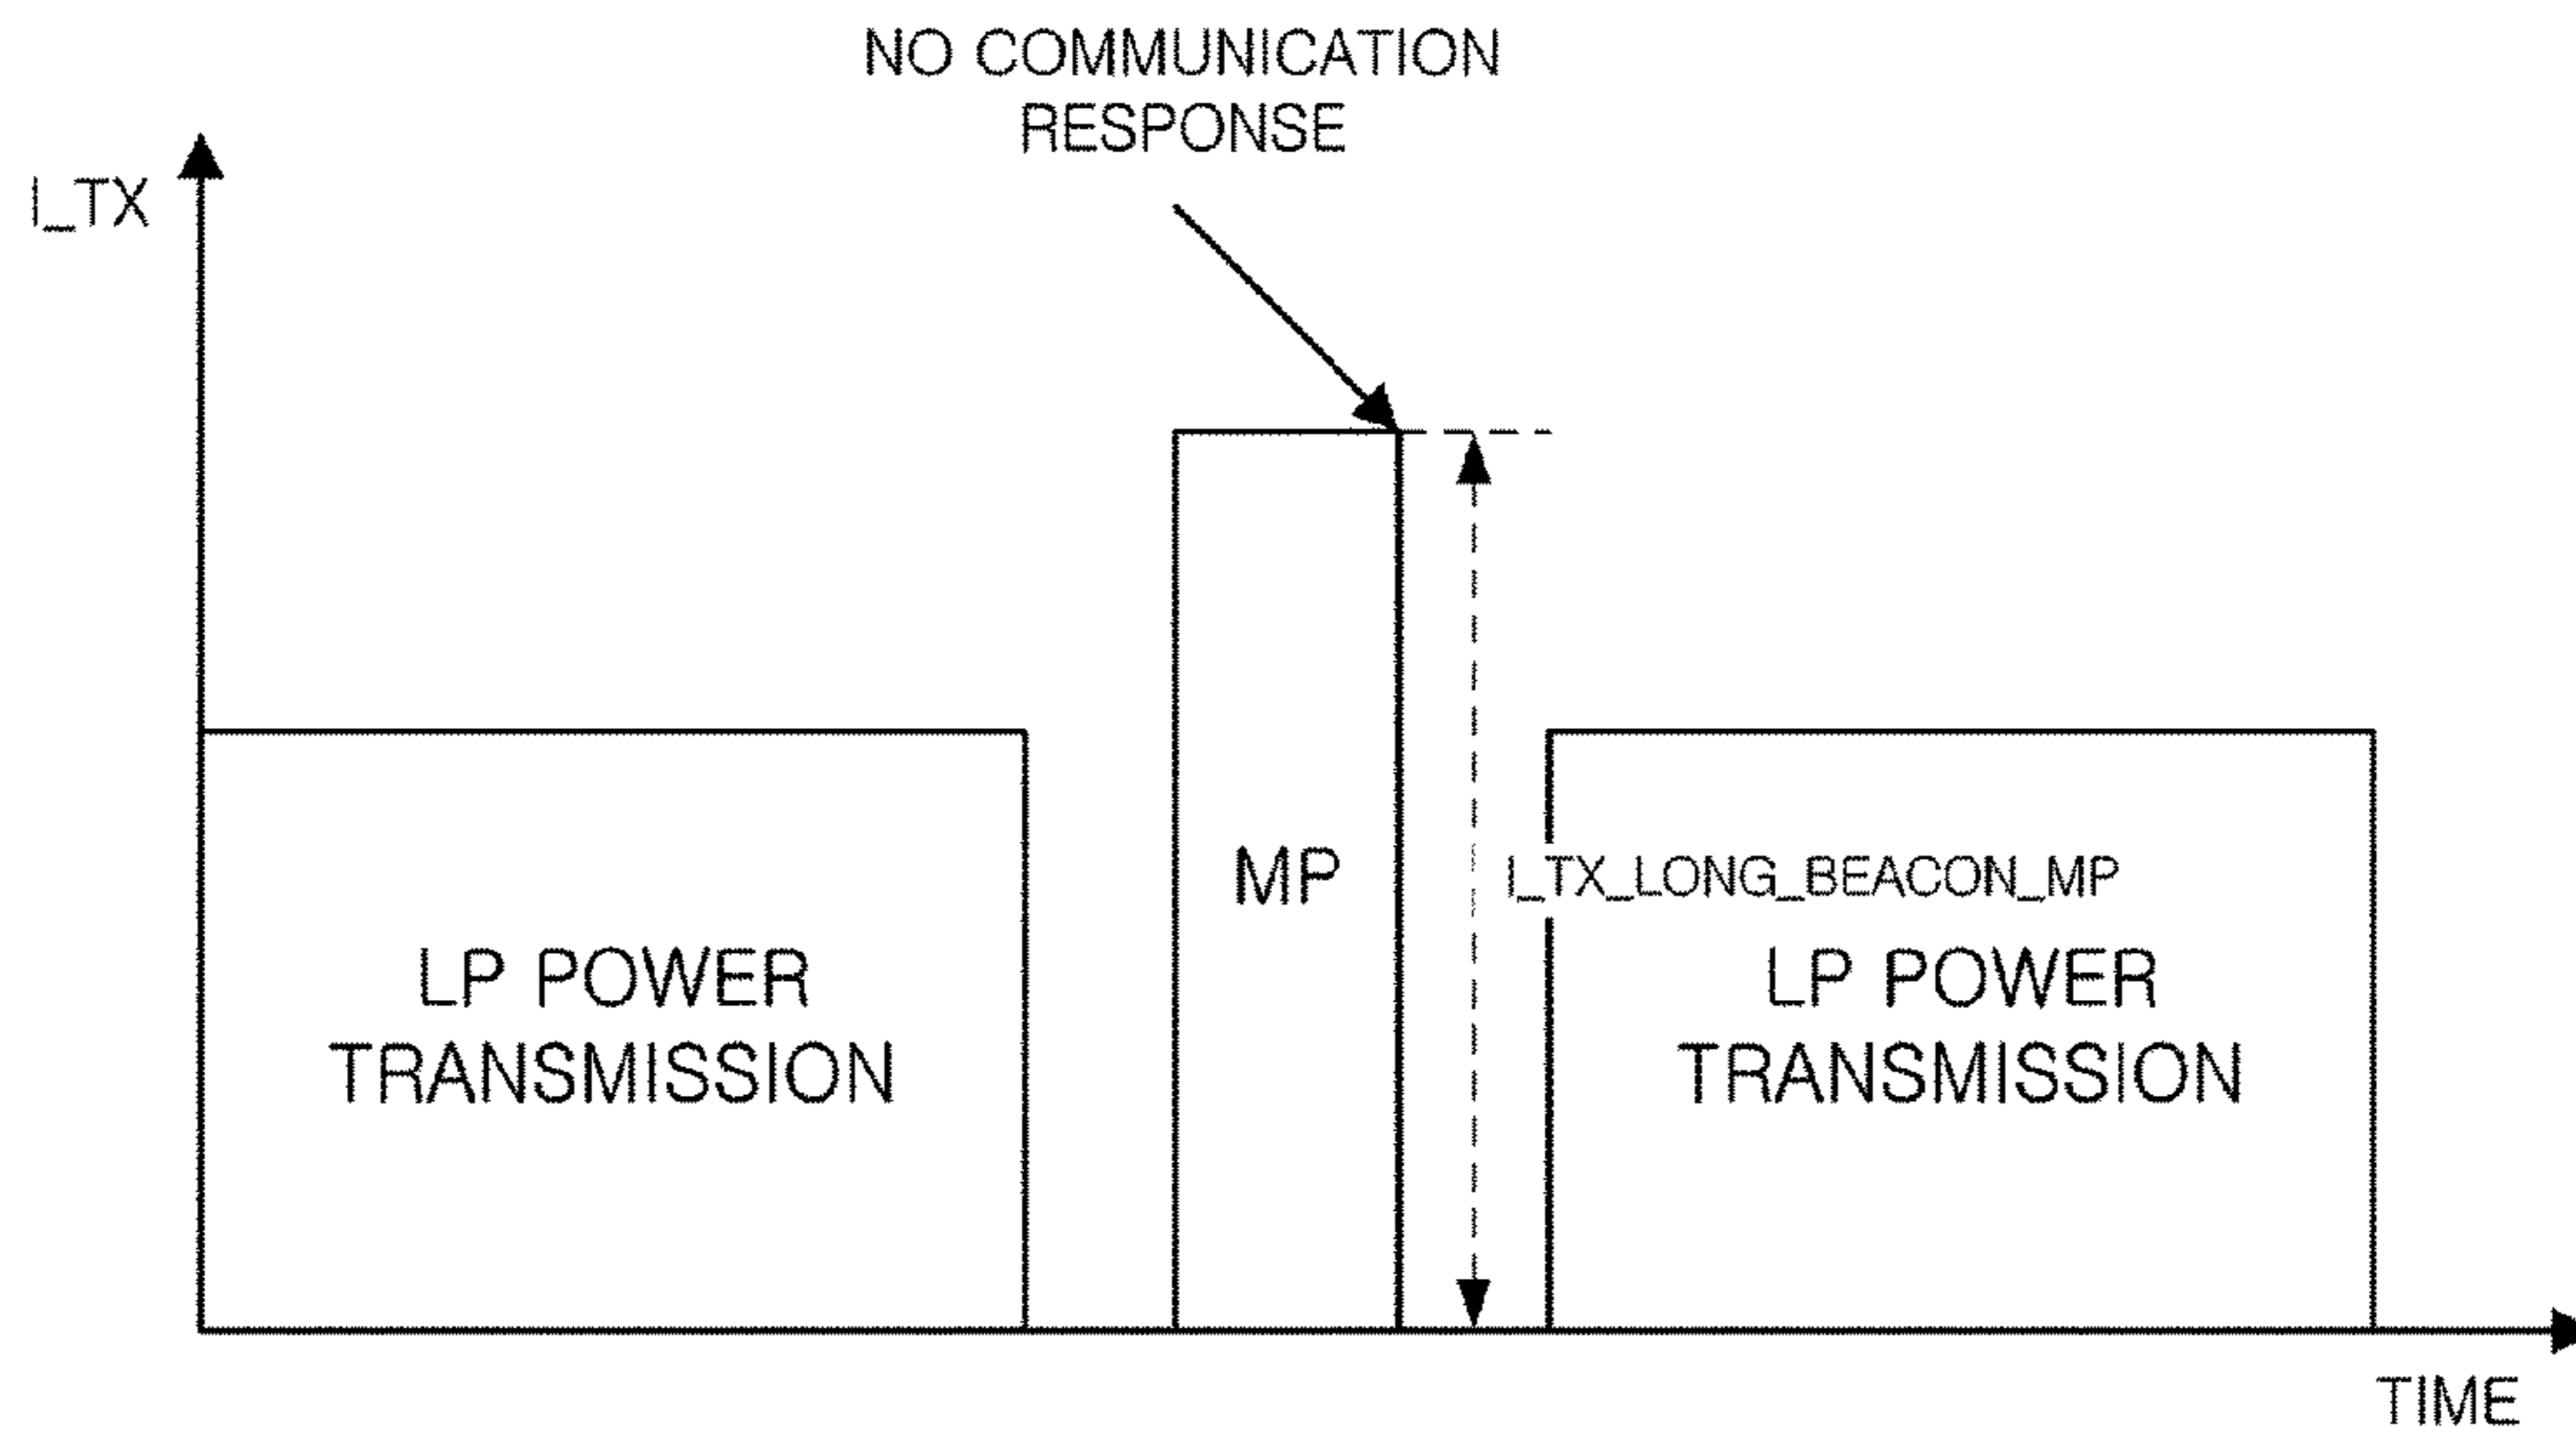 NO COMMUNICATION
RESPONSE
I_TX
MP
I_TX_LONG_BEACON_MP
LP POWER
TRANSMISSION
LP POWER
TRANSMISSION
TIME